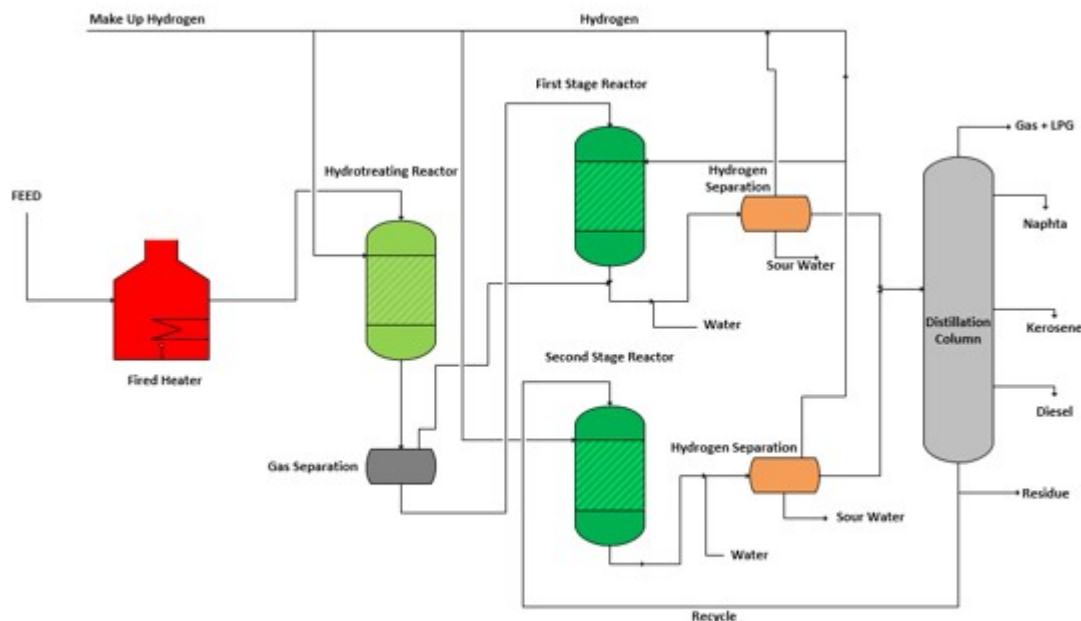 Make Up Hydrogen
Hydrogen
First Stage Reactor
Gas + LPG
Hydrotreating Reactor
Hydrogen
Separation
FEED
Naphta
Sour Water
Water
Distillation
Column
Kerosene
Fired Heater
Second Stage Reactor
Diesel
Gas Separation
Hydrogen Separation
Residue
Sour Water
Water
Recycle